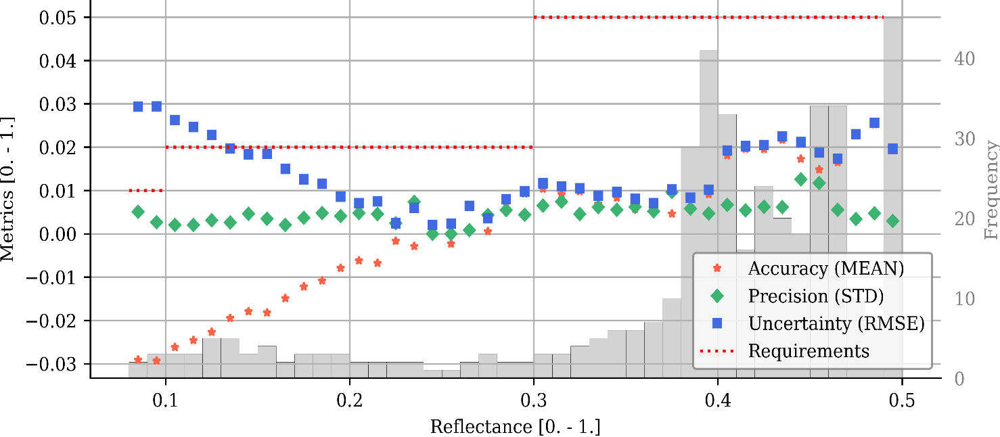 0.05
0.04
0.03
0.02
0.01
0.00
−0.01
−0.02
−0.03
Metrics [0. - 1.]
0.1
0.2
0.3
0.4
0.5
Reflectance [0. - 1.]
40
30
20
10
0
Frequency
Accuracy (MEAN)
Precision (STD)
Uncertainty (RMSE)
Requirements